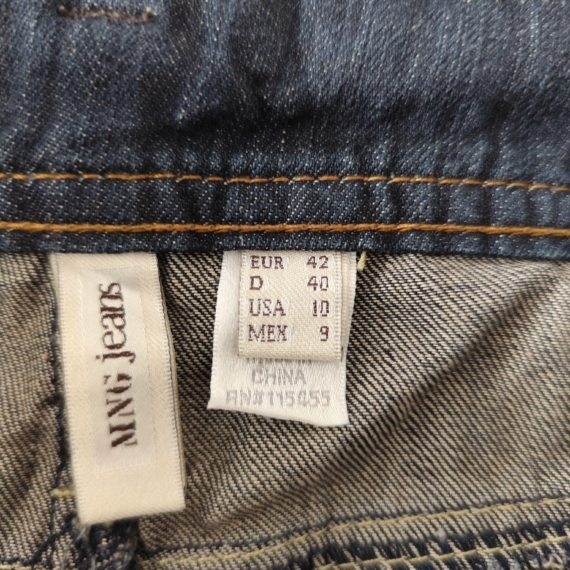 MNG jeans
EUR 42
D 40
USA 10
MEX 9
CHINA
RN#115455